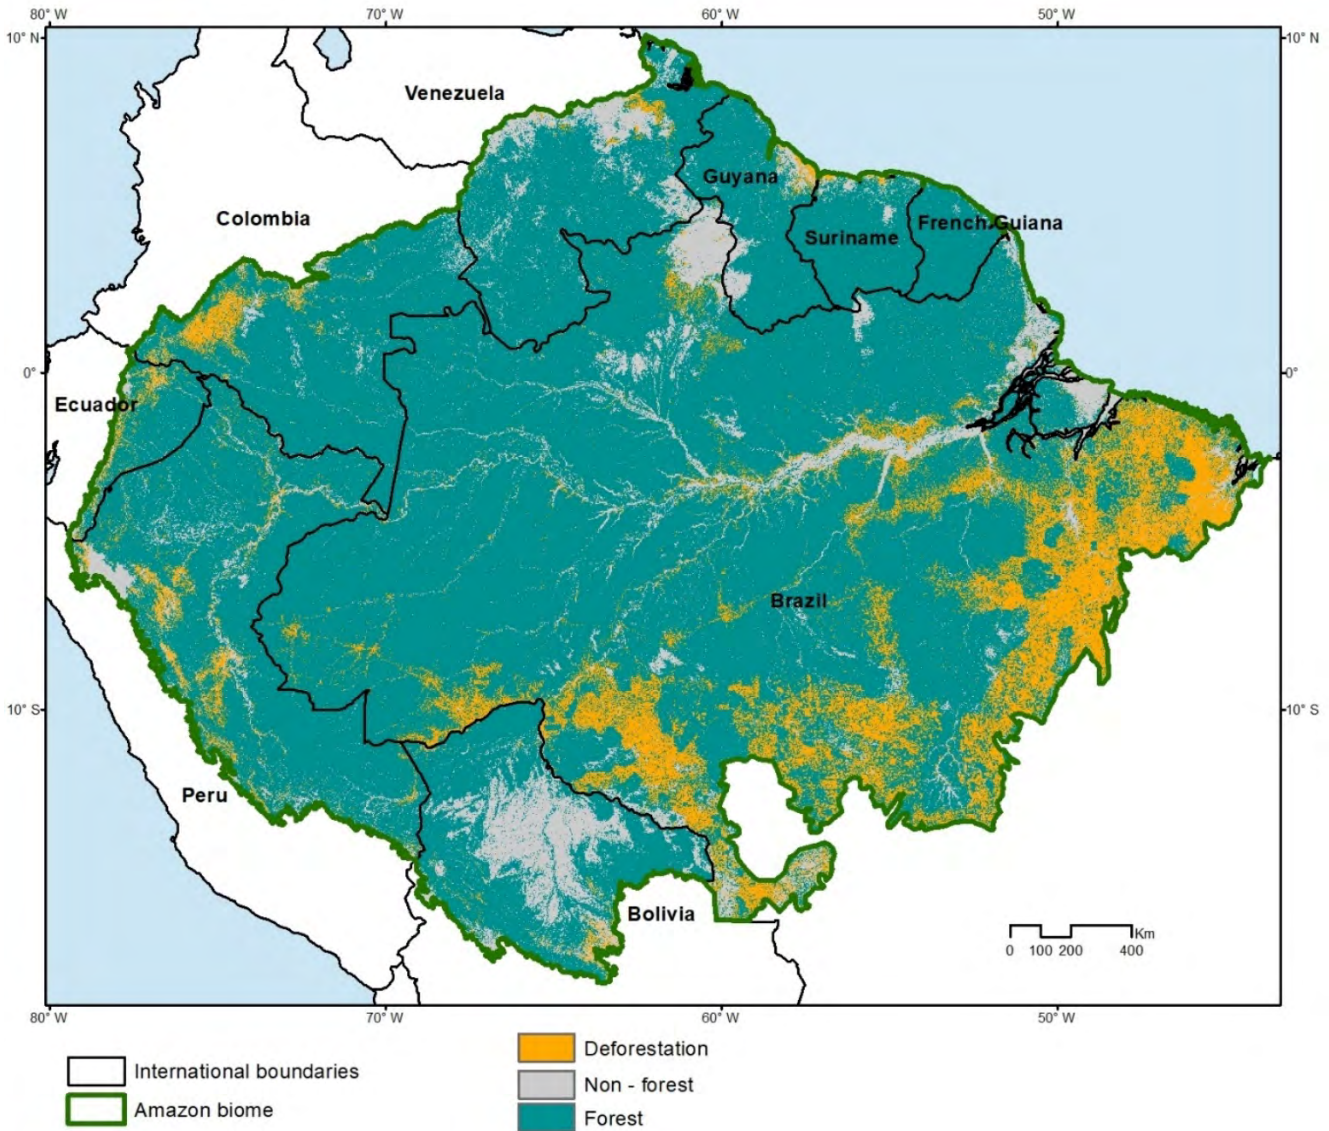 80° W 70° W 60° W 50° W
10° N 10° N
Venezuela
Guyana
Colombia
French Guiana
Suriname
0° 0°
Ecuador
Brazil
10° S 10° S
Peru
Bolivia
Km
0 100 200 400
80° W 70° W 60° W 50° W
Deforestation
International boundaries
Non - forest
Amazon biome
Forest